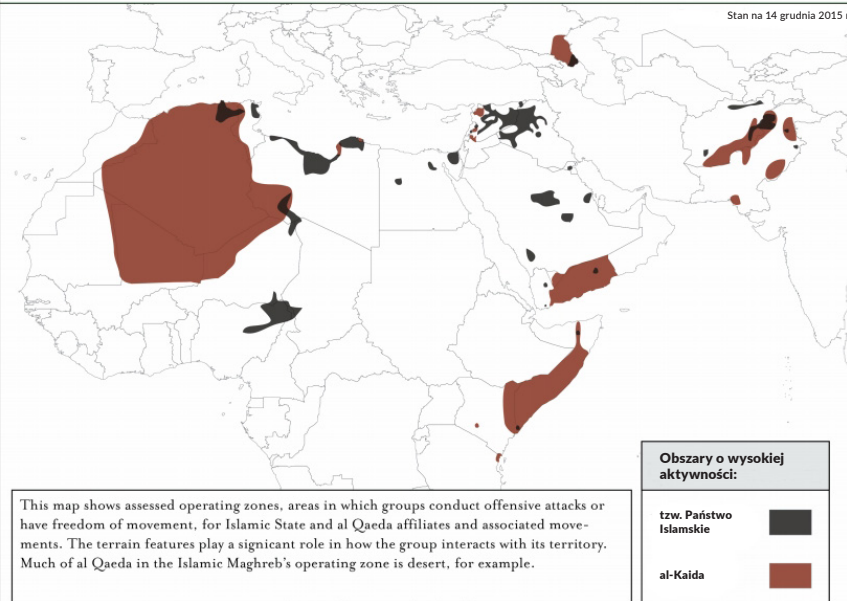 Stan na 14 grudnia 2015 r
This map shows assessed operating zones, areas in which groups conduct offensive attacks or
have freedom of movement, for Islamic State and al Qaeda affiliates and associated move-
ments. The terrain features play a signicant role in how the group interacts with its territory.
Much of al Qaeda in the Islamic Maghreb's operating zone is desert, for example.
Obszary o wysokiej
aktywności:
tzw. Państwo
Islamskie
al-Kaida